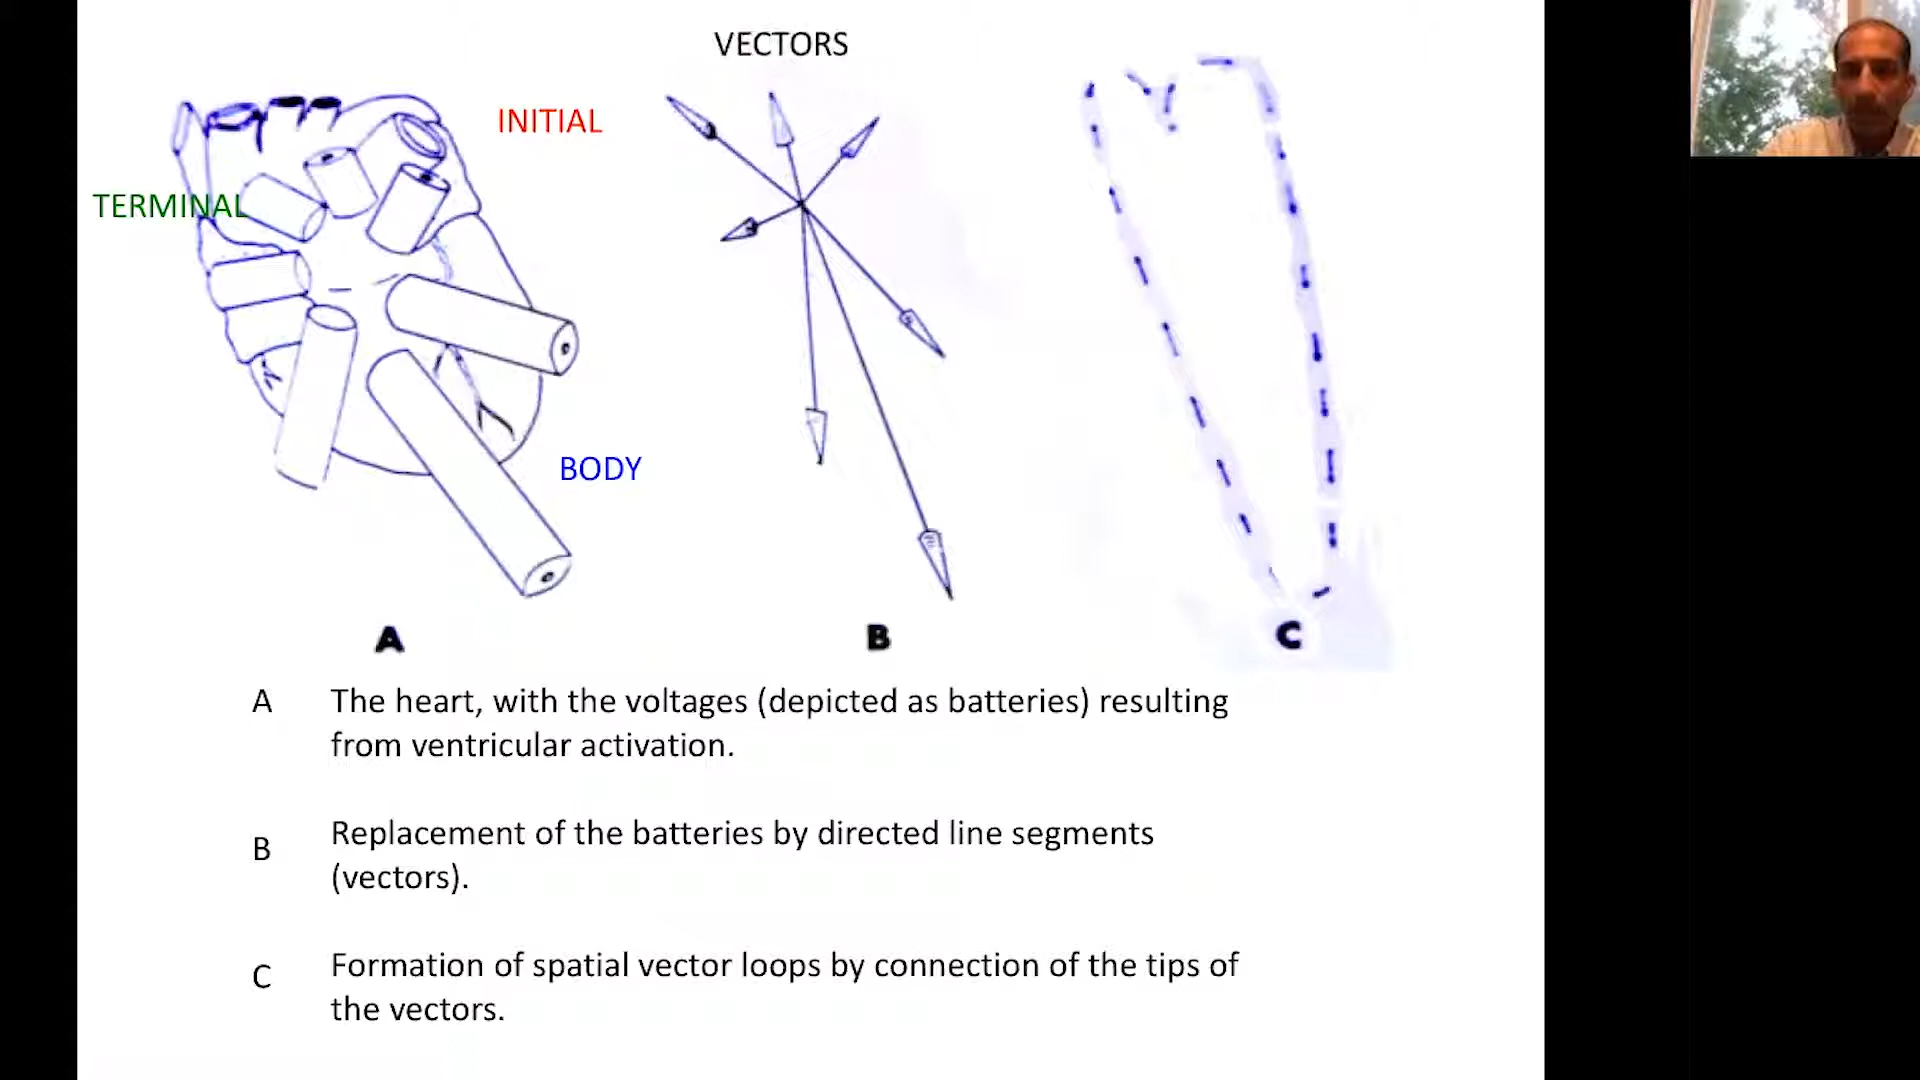 VECTORS
INITIAL
TERMINAL
BODY
A
B
C
A The heart, with the voltages (depicted as batteries) resulting
from ventricular activation.
B Replacement of the batteries by directed line segments
(vectors).
C Formation of spatial vector loops by connection of the tips of
the vectors.